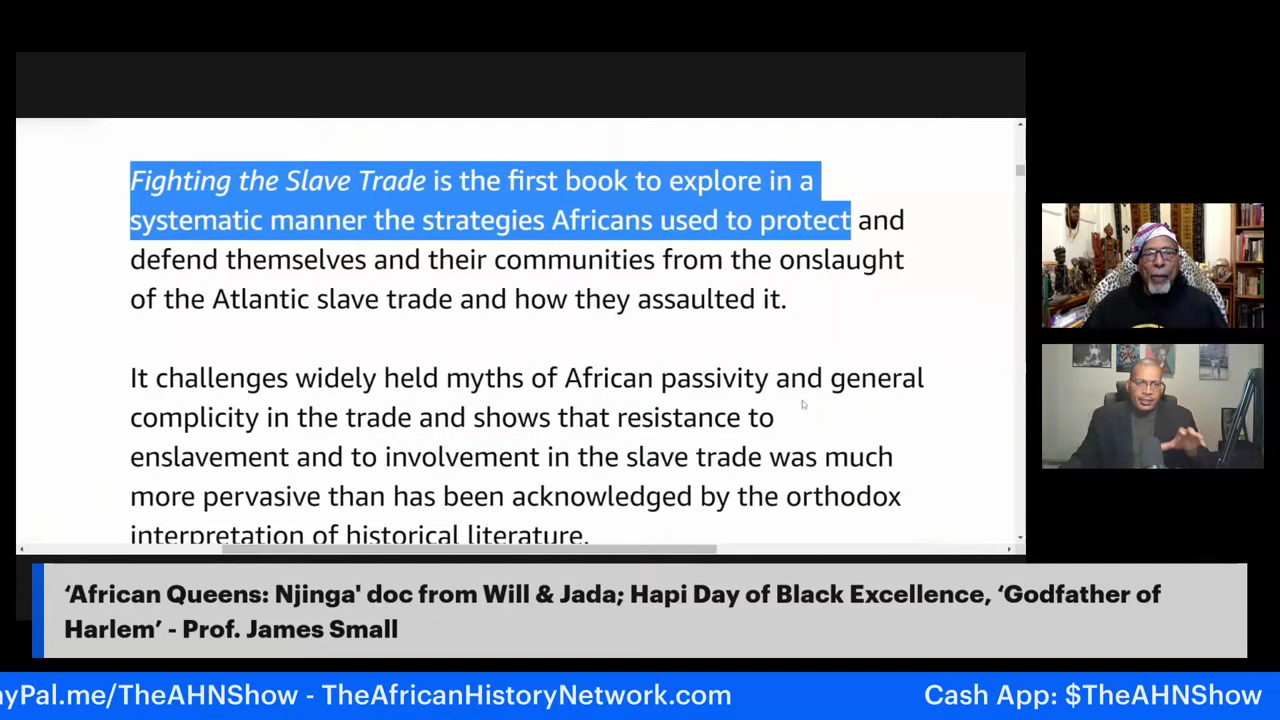 Fighting the Slave Trade is the first book to explore in a
systematic manner the strategies Africans used to protect and
defend themselves and their communities from the onslaught
of the Atlantic slave trade and how they assaulted it.
It challenges widely held myths of African passivity and general
complicity in the trade and shows that resistance to
enslavement and to involvement in the slave trade was much
more pervasive than has been acknowledged by the orthodox
interpretation of historical literature.
‘African Queens: Njinga' doc from Will & Jada; Hapi Day of Black Excellence, ‘Godfather of
Harlem’ - Prof. James Small
ayPal.me/TheAHNShow - TheAfricanHistoryNetwork.com Cash App: $TheAHNShow